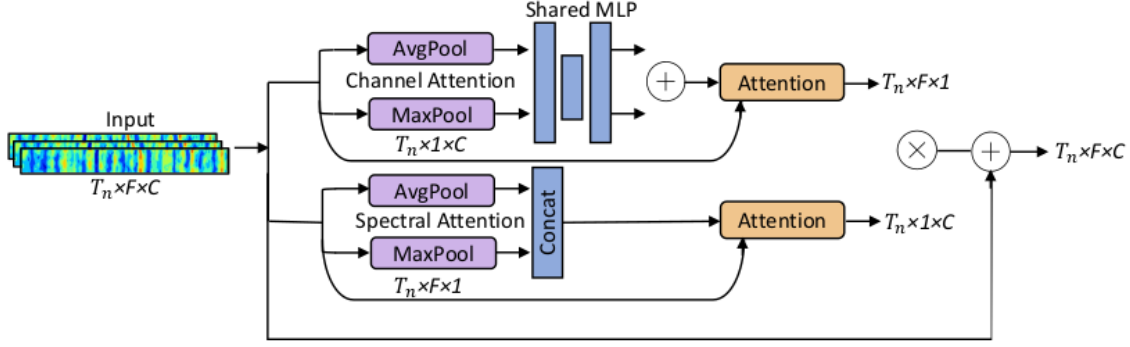 Shared MLP
AvgPool
Channel Attention
MaxPool
Tₙ×1×C
+
Attention
Tₙ×F×1
Input
Tₙ×F×C
×
+
Tₙ×F×C
AvgPool
Spectral Attention
MaxPool
Tₙ×F×1
Concat
Attention
Tₙ×1×C